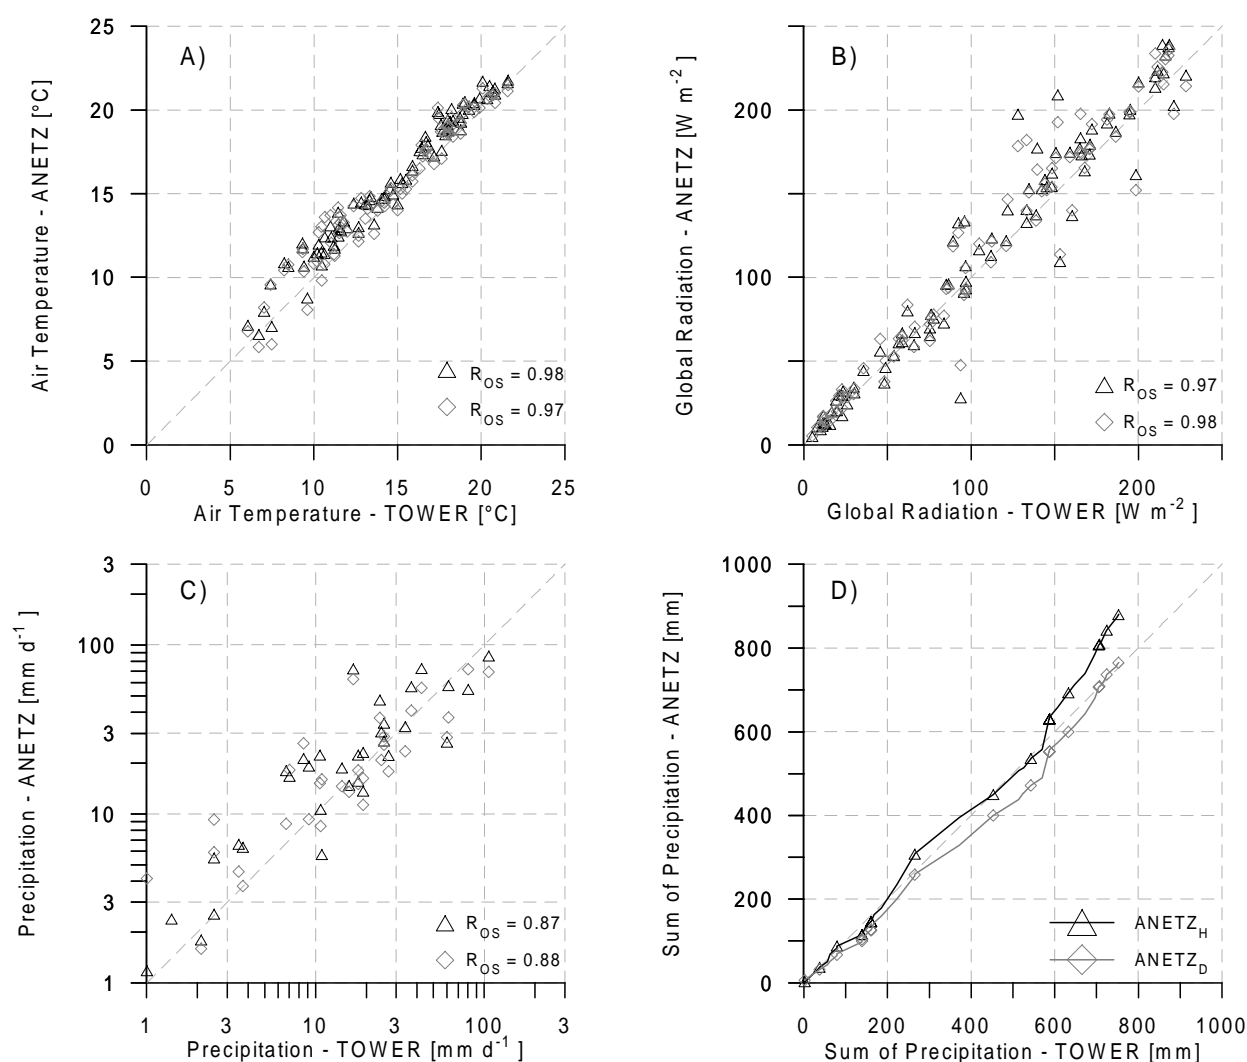 A)
Air Temperature - ANETZ [°C]
25
20
15
10
5
0
0 5 10 15 20 25
Air Temperature - TOWER [°C]
R_OS = 0.98
R_OS = 0.97
B)
Global Radiation - ANETZ [W m^-2 ]
200
100
0
0 100 200
Global Radiation - TOWER [W m^-2 ]
R_OS = 0.97
R_OS = 0.98
C)
Precipitation - ANETZ [mm d^-1 ]
3
100
3
10
3
1
1 3 10 3 100 3
Precipitation - TOWER [mm d^-1 ]
R_OS = 0.87
R_OS = 0.88
D)
Sum of Precipitation - ANETZ [mm]
1000
800
600
400
200
0
0 200 400 600 800 1000
Sum of Precipitation - TOWER [mm]
ANETZ_H
ANETZ_D